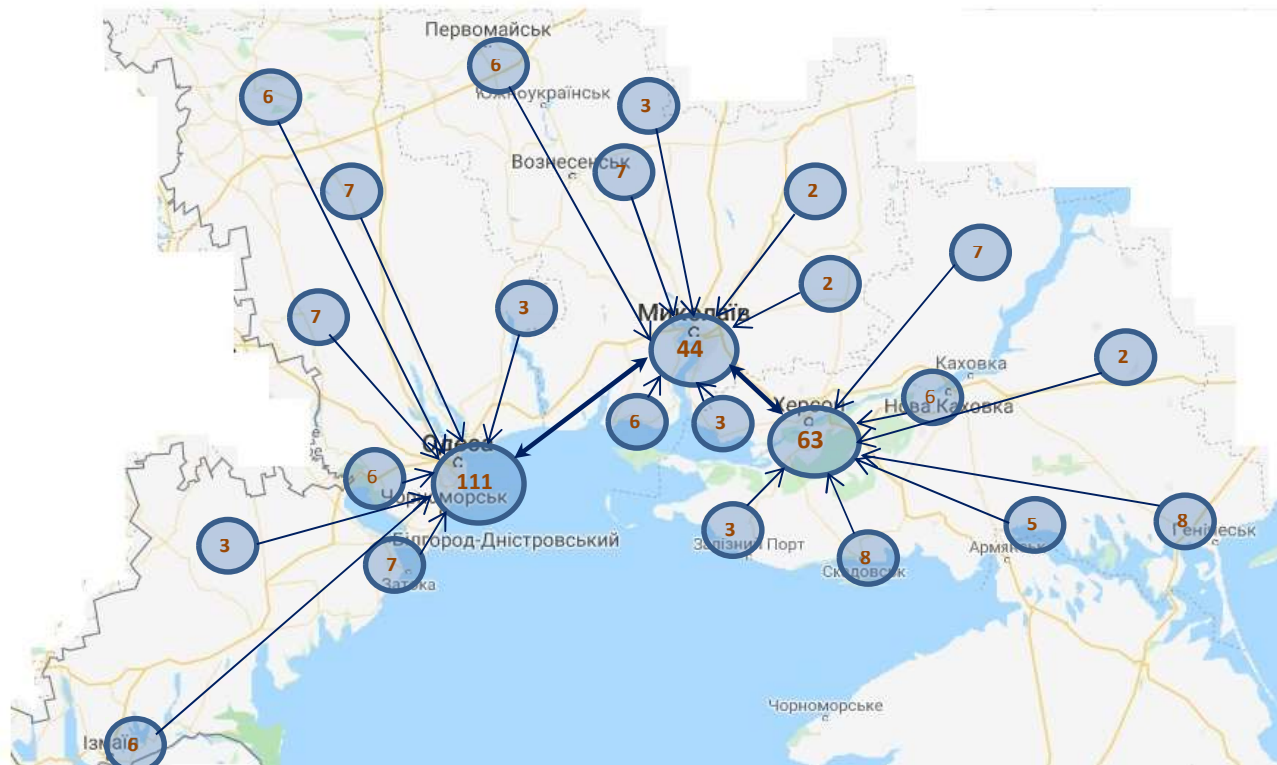 Первомайськ
6
6
Южноукраїнськ
3
Вознесенськ
7
7
2
7
2
3
7
Миколаїв
44
2
Каховка
6
Нова Каховка
Херсон
63
6
3
Одеса
111
6
Чорноморськ
3
Білгород-Дністровський
7
Затока
3
Залізний Порт
8
Скадовськ
5
Армянськ
8
Генічеськ
Чорноморське
Ізмаїл
6